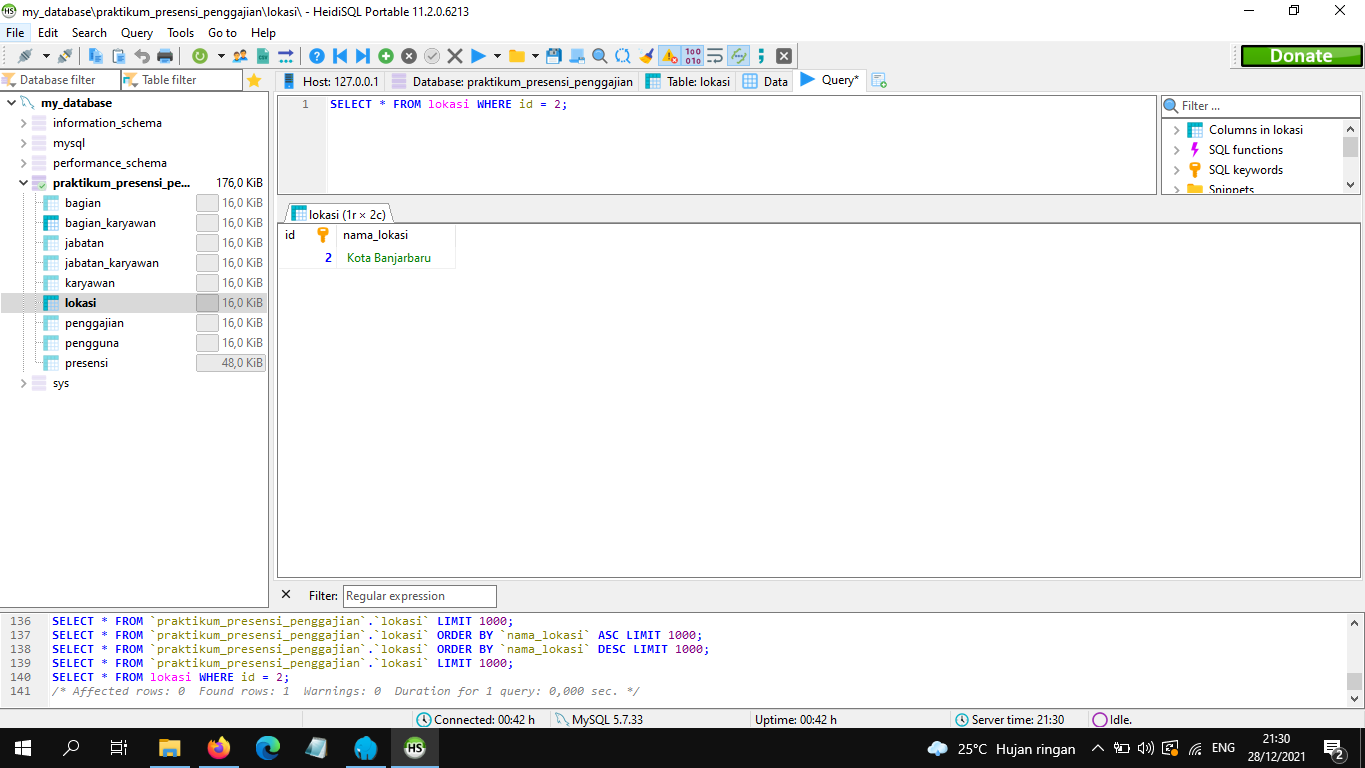 my_database\praktikum_presensi_penggajian\lokasi\ - HeidiSQL Portable 11.2.0.6213
File Edit Search Query Tools Go to Help
Donate
Database filter Table filter
Host: 127.0.0.1 Database: praktikum_presensi_penggajian Table: lokasi Data Query*
my_database
information_schema
mysql
performance_schema
praktikum_presensi_pe... 176,0 KiB
bagian 16,0 KiB
bagian_karyawan 16,0 KiB
jabatan 16,0 KiB
jabatan_karyawan 16,0 KiB
karyawan 16,0 KiB
lokasi 16,0 KiB
penggajian 16,0 KiB
pengguna 16,0 KiB
presensi 48,0 KiB
sys
1 SELECT * FROM lokasi WHERE id = 2;
Filter ...
Columns in lokasi
SQL functions
SQL keywords
Snippets
lokasi (1r × 2c)
id nama_lokasi
2 Kota Banjarbaru
Filter: Regular expression
136 SELECT * FROM `praktikum_presensi_penggajian`.`lokasi` LIMIT 1000;
137 SELECT * FROM `praktikum_presensi_penggajian`.`lokasi` ORDER BY `nama_lokasi` ASC LIMIT 1000;
138 SELECT * FROM `praktikum_presensi_penggajian`.`lokasi` ORDER BY `nama_lokasi` DESC LIMIT 1000;
139 SELECT * FROM `praktikum_presensi_penggajian`.`lokasi` LIMIT 1000;
140 SELECT * FROM lokasi WHERE id = 2;
141 /* Affected rows: 0  Found rows: 1  Warnings: 0  Duration for 1 query: 0,000 sec. */
Connected: 00:42 h MySQL 5.7.33 Uptime: 00:42 h Server time: 21:30 Idle.
HS
25°C Hujan ringan ENG
21:30
28/12/2021
2